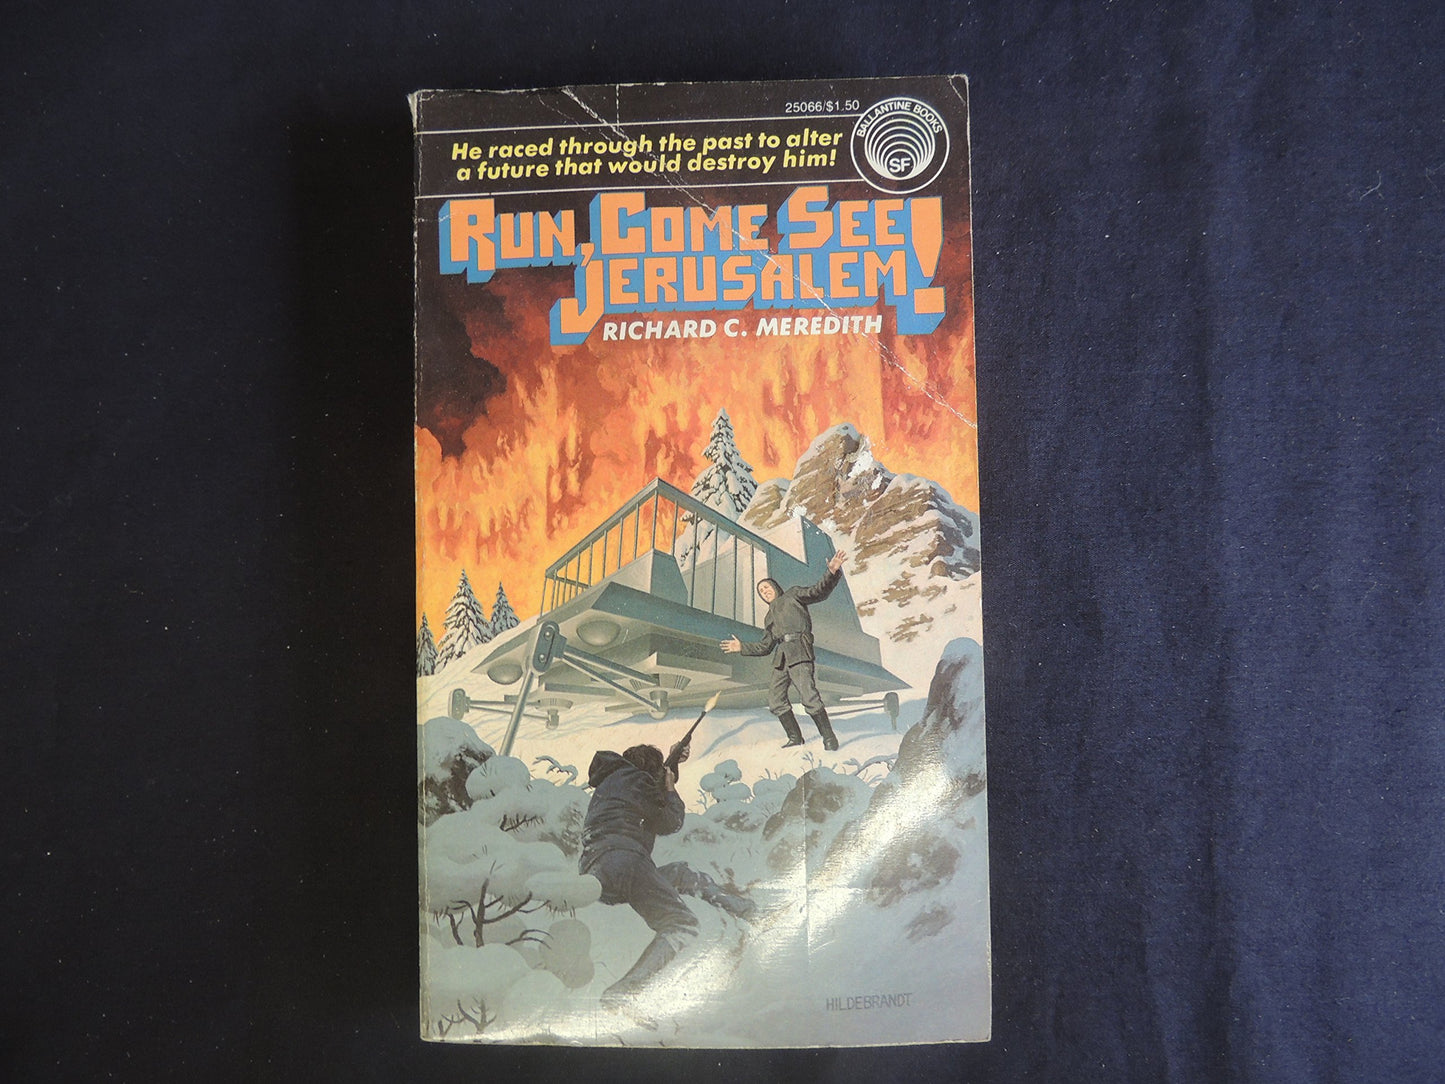 25066/$1.50
BALLANTINE BOOKS
SF
He raced through the past to alter
a future that would destroy him!
RUN, COME SEE
JERUSALEM!
RICHARD C. MEREDITH
HILDEBRANDT